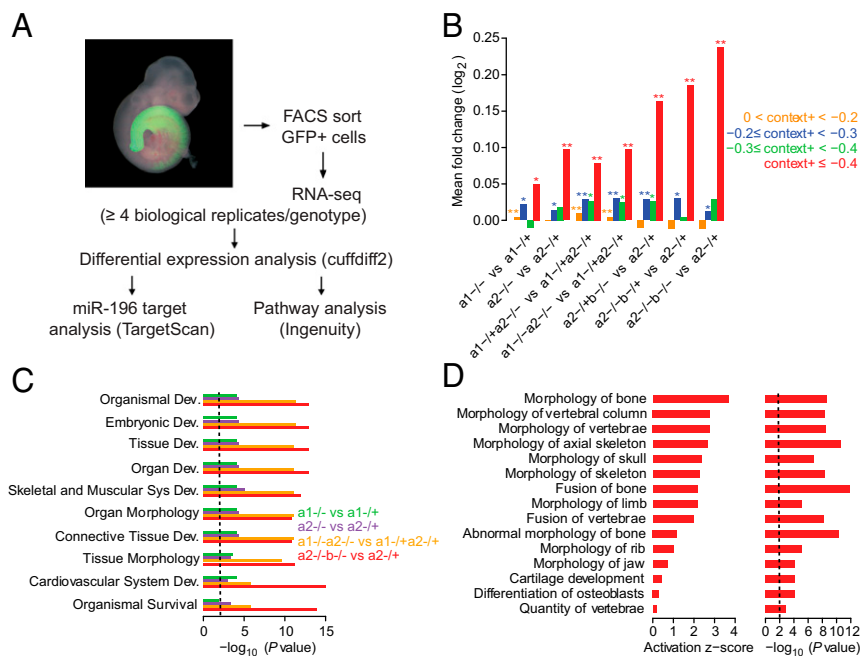 A
FACS sort
GFP+ cells
RNA-seq
(≥ 4 biological replicates/genotype)
Differential expression analysis (cuffdiff2)
miR-196 target
analysis (TargetScan)
Pathway analysis
(Ingenuity)
B
Mean fold change (log2)
0.25
0.20
0.15
0.10
0.05
0.00
** * *
* **
** ** * **
** ** * **
** * **
* **
* **
0 < context+ < −0.2
−0.2≤ context+ < −0.3
−0.3≤ context+ < −0.4
context+ ≤ −0.4
a1−/− vs a1−/+
a2−/− vs a2−/+
a1−/+a2−/− vs a1−/+a2−/+
a1−/−a2−/− vs a1−/+a2−/+
a2−/+b−/− vs a2−/+
a2−/−b−/+ vs a2−/+
a2−/−b−/− vs a2−/+
C
Organismal Dev.
Embryonic Dev.
Tissue Dev.
Organ Dev.
Skeletal and Muscular Sys Dev.
Organ Morphology
Connective Tissue Dev.
Tissue Morphology
Cardiovascular System Dev.
Organismal Survival
a1-/- vs a1-/+
a2-/- vs a2-/+
a1-/-a2-/- vs a1-/+a2-/+
a2-/-b-/- vs a2-/+
0 5 10 15
−log10 (P value)
D
Morphology of bone
Morphology of vertebral column
Morphology of vertebrae
Morphology of axial skeleton
Morphology of skull
Morphology of skeleton
Fusion of bone
Morphology of limb
Fusion of vertebrae
Abnormal morphology of bone
Morphology of rib
Morphology of jaw
Cartilage development
Differentiation of osteoblasts
Quantity of vertebrae
0 1 2 3 4
Activation z-score
0 2 4 6 8 10 12
−log10 (P value)